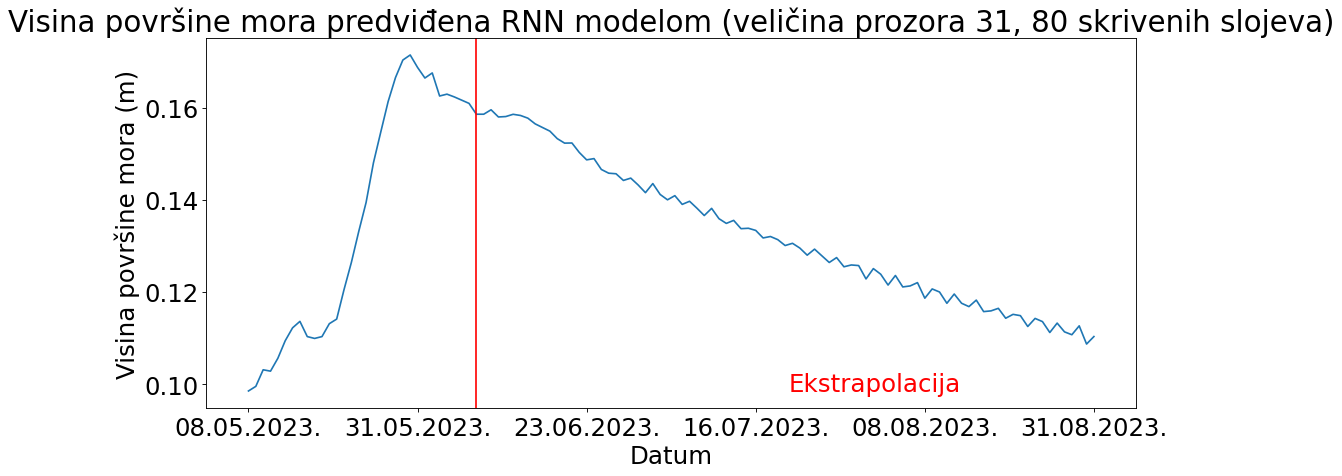 Visina površine mora predviđena RNN modelom (veličina prozora 31, 80 skrivenih slojeva)
Visina površine mora (m)
0.16
0.14
0.12
0.10
Ekstrapolacija
08.05.2023. 31.05.2023. 23.06.2023. 16.07.2023. 08.08.2023. 31.08.2023.
Datum